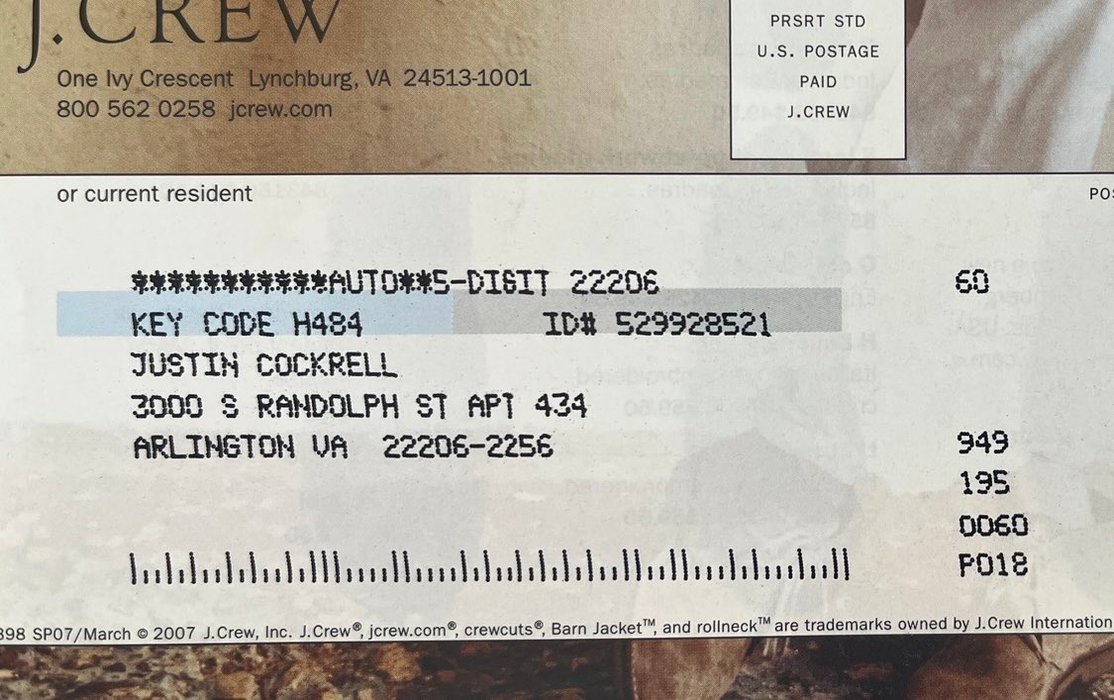 J.CREW
One Ivy Crescent Lynchburg, VA 24513-1001
800 562 0258 jcrew.com
PRSRT STD
U.S. POSTAGE
PAID
J.CREW
or current resident
***********AUTO**5-DIGIT 22206 60
KEY CODE H484 ID# 529928521
JUSTIN COCKRELL
3000 S RANDOLPH ST APT 434
ARLINGTON VA 22206-2256 949
195
0060
P018
898 SP07/March © 2007 J.Crew, Inc. J.Crew®, jcrew.com®, crewcuts®, Barn Jacket™, and rollneck™ are trademarks owned by J.Crew